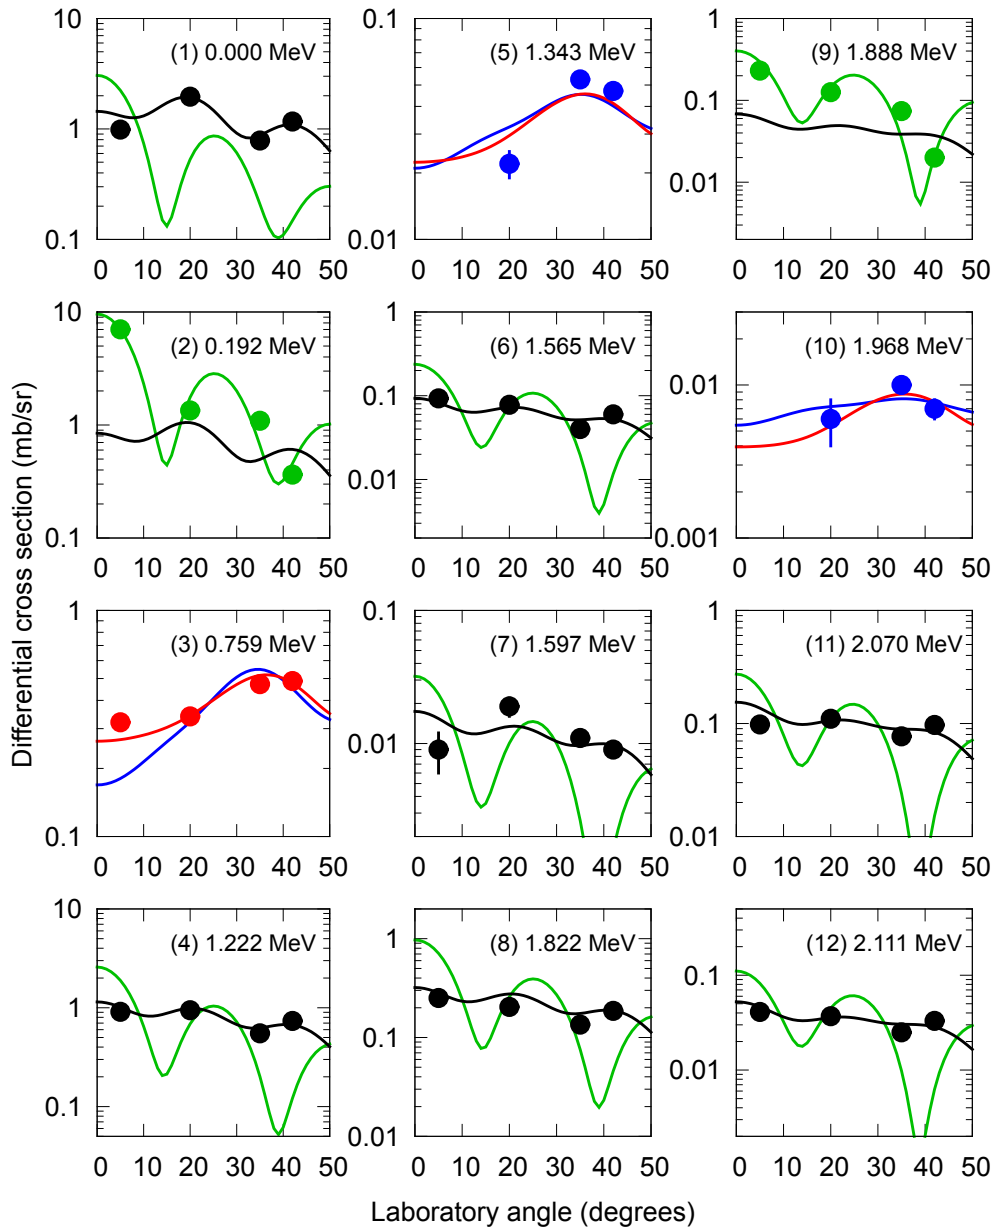 Differential cross section (mb/sr)
(1) 0.000 MeV
10
1
0.1
0 10 20 30 40 50
(5) 1.343 MeV
0.1
0.01
0 10 20 30 40 50
(9) 1.888 MeV
1
0.1
0.01
0 10 20 30 40 50
(2) 0.192 MeV
10
1
0.1
0 10 20 30 40 50
(6) 1.565 MeV
1
0.1
0.01
0 10 20 30 40 50
(10) 1.968 MeV
0.01
0.001
0 10 20 30 40 50
(3) 0.759 MeV
1
0.1
0 10 20 30 40 50
(7) 1.597 MeV
0.1
0.01
0 10 20 30 40 50
(11) 2.070 MeV
1
0.1
0.01
0 10 20 30 40 50
(4) 1.222 MeV
10
1
0.1
0 10 20 30 40 50
(8) 1.822 MeV
1
0.1
0.01
0 10 20 30 40 50
(12) 2.111 MeV
0.1
0.01
0 10 20 30 40 50
Laboratory angle (degrees)